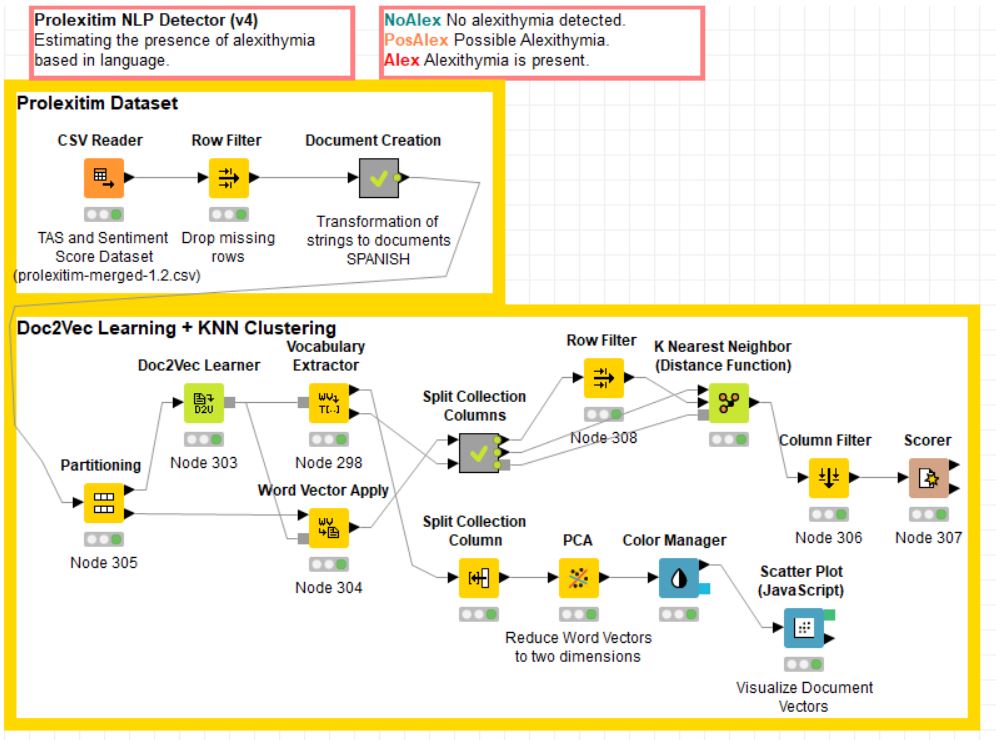 Prolexitim NLP Detector (v4)
Estimating the presence of alexithymia
based in language.
NoAlex No alexithymia detected.
PosAlex Possible Alexithymia.
Alex Alexithymia is present.
Prolexitim Dataset
CSV Reader
Row Filter
Document Creation
TAS and Sentiment
Score Dataset
(prolexitim-merged-1.2.csv)
Drop missing
rows
Transformation of
strings to documents
SPANISH
Doc2Vec Learning + KNN Clustering
Partitioning
Node 305
Doc2Vec Learner
D2U
Node 303
Vocabulary
Extractor
WV
T[..]
Node 298
Word Vector Apply
WV
Node 304
Split Collection
Columns
Row Filter
Node 308
K Nearest Neighbor
(Distance Function)
Column Filter
Node 306
Scorer
Node 307
Split Collection
Column
PCA
Reduce Word Vectors
to two dimensions
Color Manager
Scatter Plot
(JavaScript)
Visualize Document
Vectors